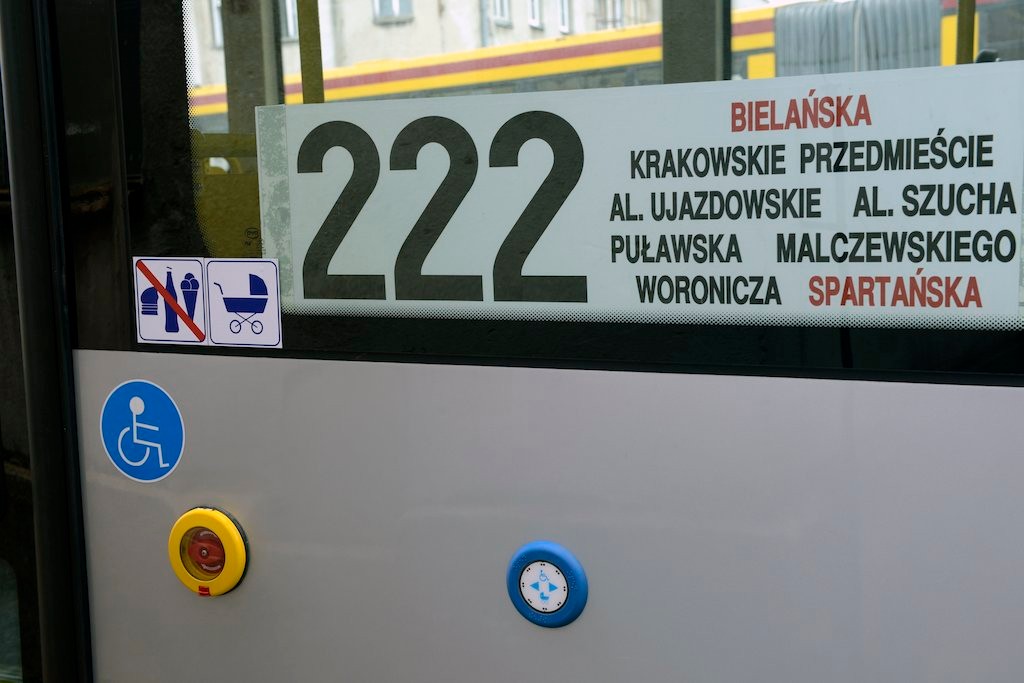 222
BIELAŃSKA
KRAKOWSKIE PRZEDMIEŚCIE
AL. UJAZDOWSKIE AL. SZUCHA
PUŁAWSKA MALCZEWSKIEGO
WORONICZA SPARTAŃSKA